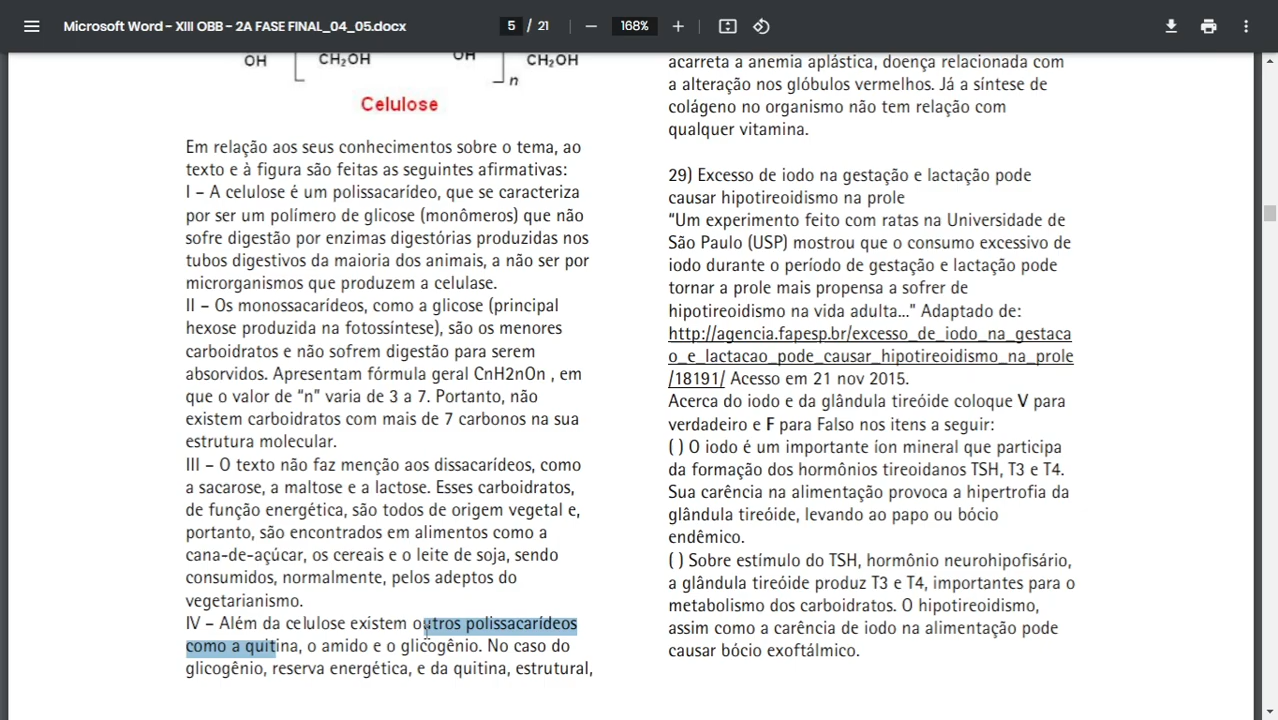 Microsoft Word - XIII OBB - 2A FASE FINAL_04_05.docx
5 / 21
168%
OH
CH₂OH
OH
CH₂OH
n
Celulose
Em relação aos seus conhecimentos sobre o tema, ao
texto e à figura são feitas as seguintes afirmativas:
I – A celulose é um polissacarídeo, que se caracteriza
por ser um polímero de glicose (monômeros) que não
sofre digestão por enzimas digestórias produzidas nos
tubos digestivos da maioria dos animais, a não ser por
microrganismos que produzem a celulase.
II – Os monossacarídeos, como a glicose (principal
hexose produzida na fotossíntese), são os menores
carboidratos e não sofrem digestão para serem
absorvidos. Apresentam fórmula geral CnH2nOn , em
que o valor de “n” varia de 3 a 7. Portanto, não
existem carboidratos com mais de 7 carbonos na sua
estrutura molecular.
III – O texto não faz menção aos dissacarídeos, como
a sacarose, a maltose e a lactose. Esses carboidratos,
de função energética, são todos de origem vegetal e,
portanto, são encontrados em alimentos como a
cana-de-açúcar, os cereais e o leite de soja, sendo
consumidos, normalmente, pelos adeptos do
vegetarianismo.
IV – Além da celulose existem outros polissacarídeos
como a quitina, o amido e o glicogênio. No caso do
glicogênio, reserva energética, e da quitina, estrutural,
acarreta a anemia aplástica, doença relacionada com
a alteração nos glóbulos vermelhos. Já a síntese de
colágeno no organismo não tem relação com
qualquer vitamina.
29) Excesso de iodo na gestação e lactação pode
causar hipotireoidismo na prole
“Um experimento feito com ratas na Universidade de
São Paulo (USP) mostrou que o consumo excessivo de
iodo durante o período de gestação e lactação pode
tornar a prole mais propensa a sofrer de
hipotireoidismo na vida adulta...” Adaptado de:
http://agencia.fapesp.br/excesso_de_iodo_na_gestaca
o_e_lactacao_pode_causar_hipotireoidismo_na_prole
/18191/ Acesso em 21 nov 2015.
Acerca do iodo e da glândula tireóide coloque V para
verdadeiro e F para Falso nos itens a seguir:
( ) O iodo é um importante íon mineral que participa
da formação dos hormônios tireoidanos TSH, T3 e T4.
Sua carência na alimentação provoca a hipertrofia da
glândula tireóide, levando ao papo ou bócio
endêmico.
( ) Sobre estímulo do TSH, hormônio neurohipofisário,
a glândula tireóide produz T3 e T4, importantes para o
metabolismo dos carboidratos. O hipotireoidismo,
assim como a carência de iodo na alimentação pode
causar bócio exoftálmico.